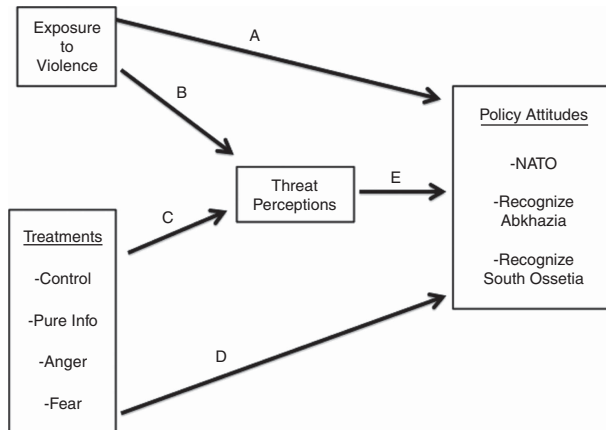 Exposure
to
Violence
A
B
Policy Attitudes
-NATO
-Recognize
Abkhazia
-Recognize
South Ossetia
Threat
Perceptions
E
C
Treatments
-Control
-Pure Info
-Anger
-Fear
D